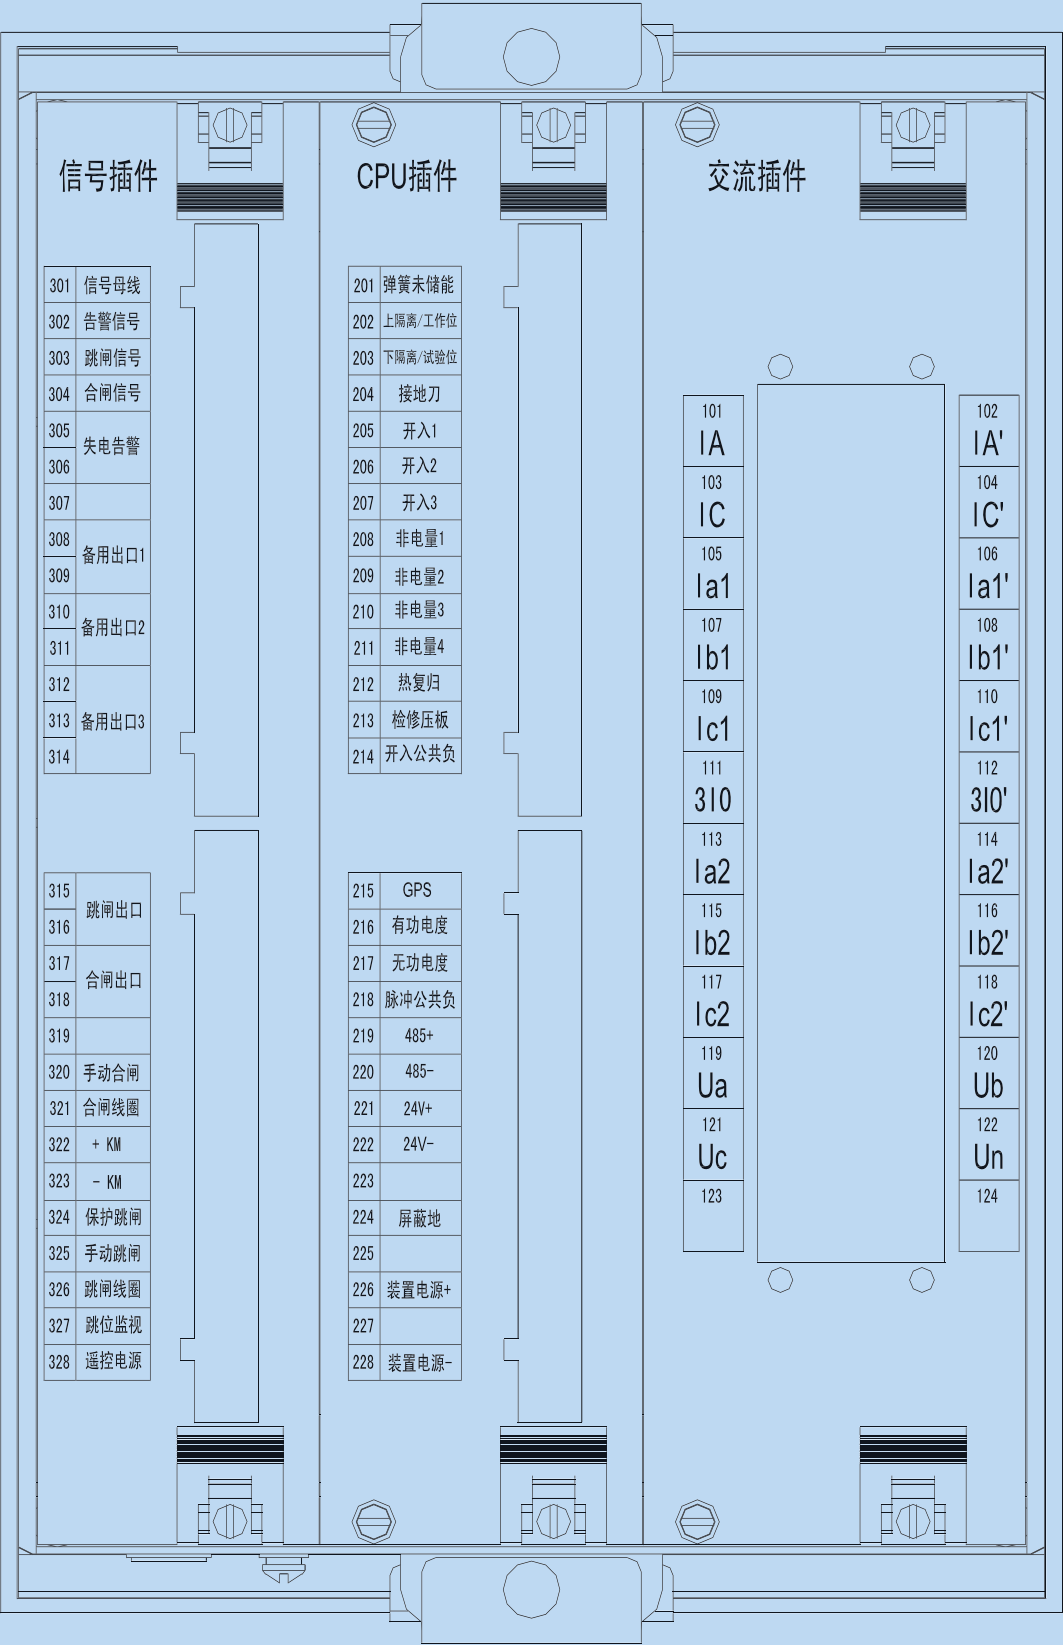 信号插件
301 信号母线
302 告警信号
303 跳闸信号
304 合闸信号
305 失电告警
306
307
308 备用出口1
309
310 备用出口2
311
312
313 备用出口3
314
315 跳闸出口
316
317 合闸出口
318
319
320 手动合闸
321 合闸线圈
322 + KM
323 - KM
324 保护跳闸
325 手动跳闸
326 跳闸线圈
327 跳位监视
328 遥控电源
CPU插件
201 弹簧未储能
202 上隔离/工作位
203 下隔离/试验位
204 接地刀
205 开入1
206 开入2
207 开入3
208 非电量1
209 非电量2
210 非电量3
211 非电量4
212 热复归
213 检修压板
214 开入公共负
215 GPS
216 有功电度
217 无功电度
218 脉冲公共负
219 485+
220 485-
221 24V+
222 24V-
223
224 屏蔽地
225
226 装置电源+
227
228 装置电源-
交流插件
101
IA
103
IC
105
Ia1
107
Ib1
109
Ic1
111
3I0
113
Ia2
115
Ib2
117
Ic2
119
Ua
121
Uc
123
102
IA'
104
IC'
106
Ia1'
108
Ib1'
110
Ic1'
112
3I0'
114
Ia2'
116
Ib2'
118
Ic2'
120
Ub
122
Un
124